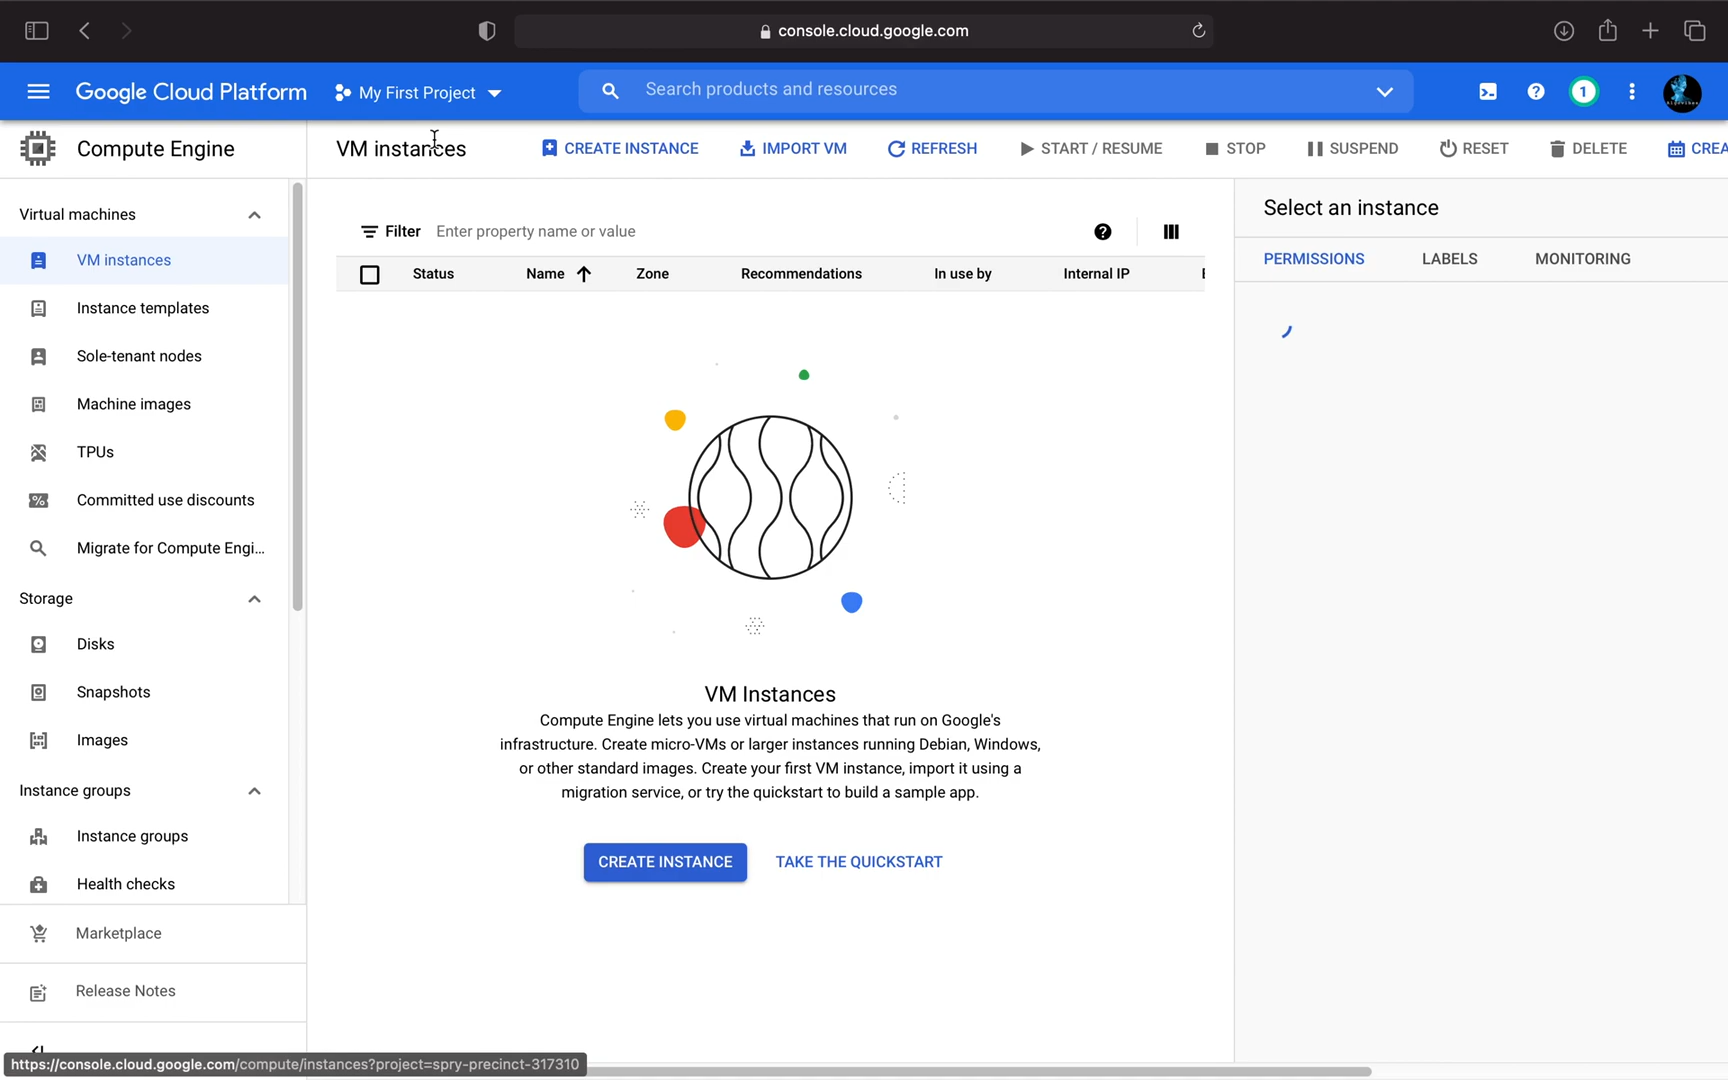 console.cloud.google.com
Google Cloud Platform
My First Project
Search products and resources
1
Compute Engine
VM instances
CREATE INSTANCE
IMPORT VM
REFRESH
START / RESUME
STOP
SUSPEND
RESET
DELETE
CREA
Virtual machines
VM instances
Instance templates
Sole-tenant nodes
Machine images
TPUs
Committed use discounts
Migrate for Compute Engi...
Storage
Disks
Snapshots
Images
Instance groups
Instance groups
Health checks
Marketplace
Release Notes
Filter
Enter property name or value
Status
Name
Zone
Recommendations
In use by
Internal IP
VM Instances
Compute Engine lets you use virtual machines that run on Google's
infrastructure. Create micro-VMs or larger instances running Debian, Windows,
or other standard images. Create your first VM instance, import it using a
migration service, or try the quickstart to build a sample app.
CREATE INSTANCE
TAKE THE QUICKSTART
Select an instance
PERMISSIONS
LABELS
MONITORING
https://console.cloud.google.com/compute/instances?project=spry-precinct-317310